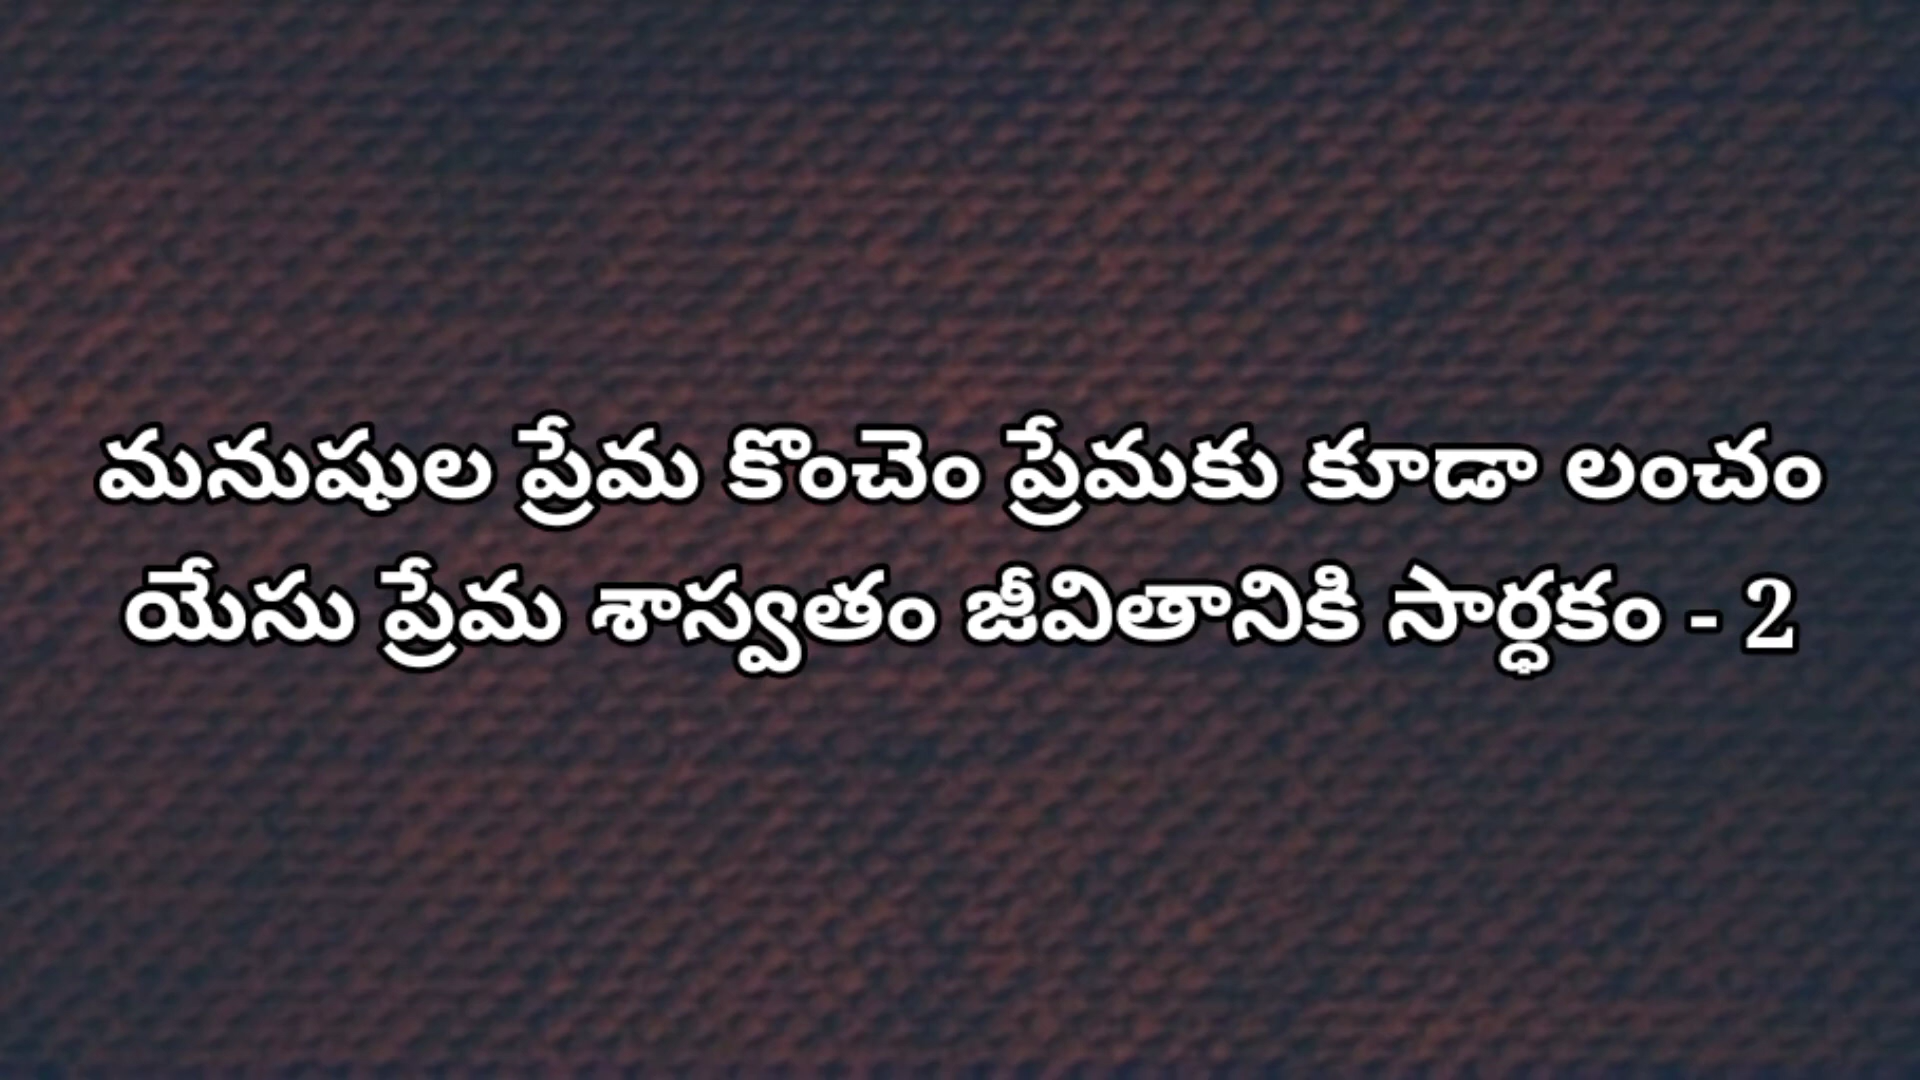 మనుషుల ప్రేమ కొంచెం ప్రేమకు కూడా లంచం
యేసు ప్రేమ శాస్వతం జీవితానికి సార్ధకం - 2